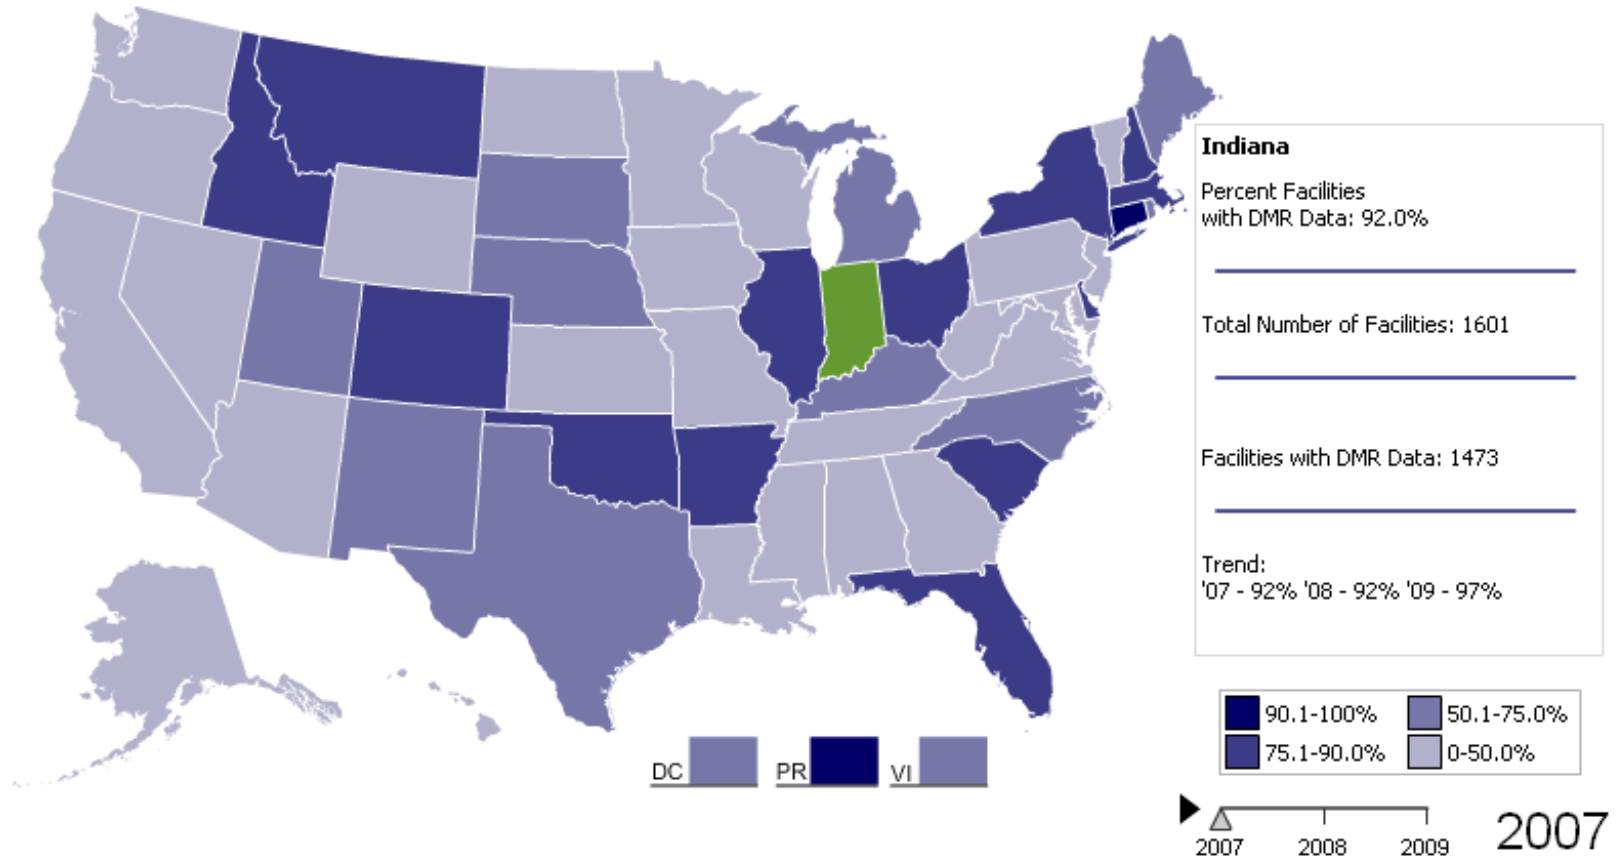 Indiana
Percent Facilities
with DMR Data: 92.0%
Total Number of Facilities: 1601
Facilities with DMR Data: 1473
Trend:
'07 - 92% '08 - 92% '09 - 97%
90.1-100%
50.1-75.0%
75.1-90.0%
0-50.0%
DC
PR
VI
2007
2008
2009
2007